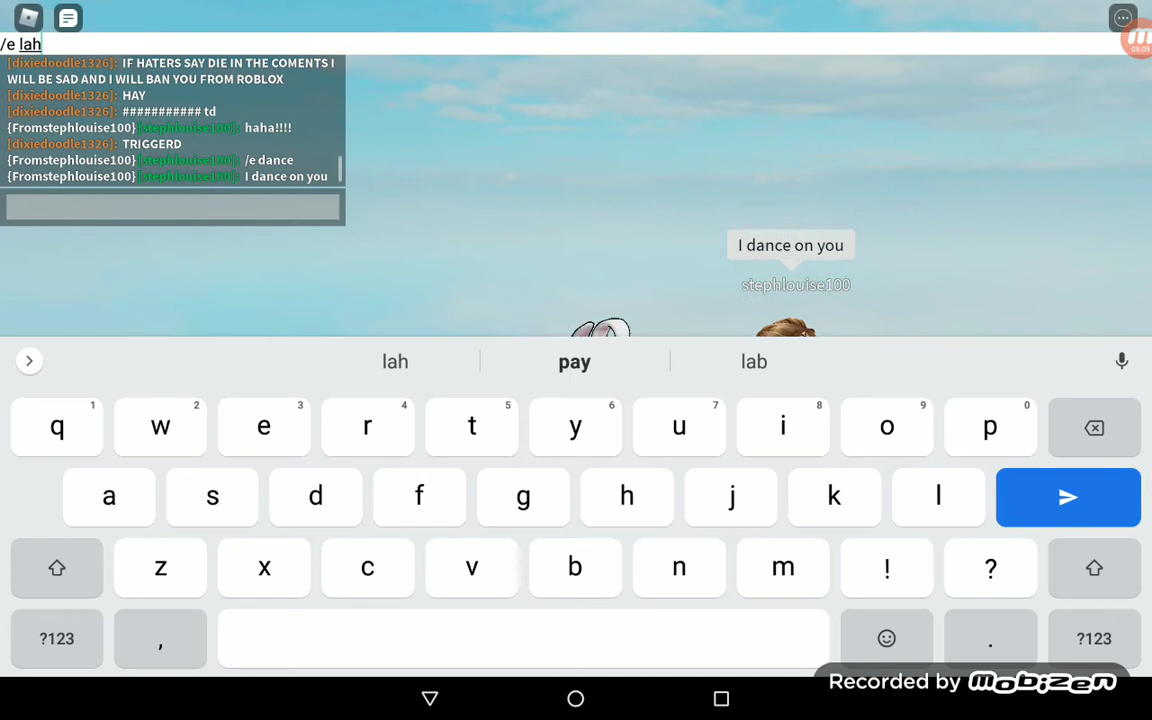 /e lah
[dixiedoodle1326]: IF HATERS SAY DIE IN THE COMENTS I
WILL BE SAD AND I WILL BAN YOU FROM ROBLOX
[dixiedoodle1326]: HAY
[dixiedoodle1326]: ########### td
{Fromstephlouise100} [stephlouise100]: haha!!!!
[dixiedoodle1326]: TRIGGERD
{Fromstephlouise100} [stephlouise100]: /e dance
{Fromstephlouise100} [stephlouise100]: I dance on you
08:09
I dance on you
stephlouise100
lah pay lab
1 2 3 4 5 6 7 8 9 0
q w e r t y u i o p
a s d f g h j k l
z x c v b n m ! ?
?123 , . ?123
Recorded by mobizen